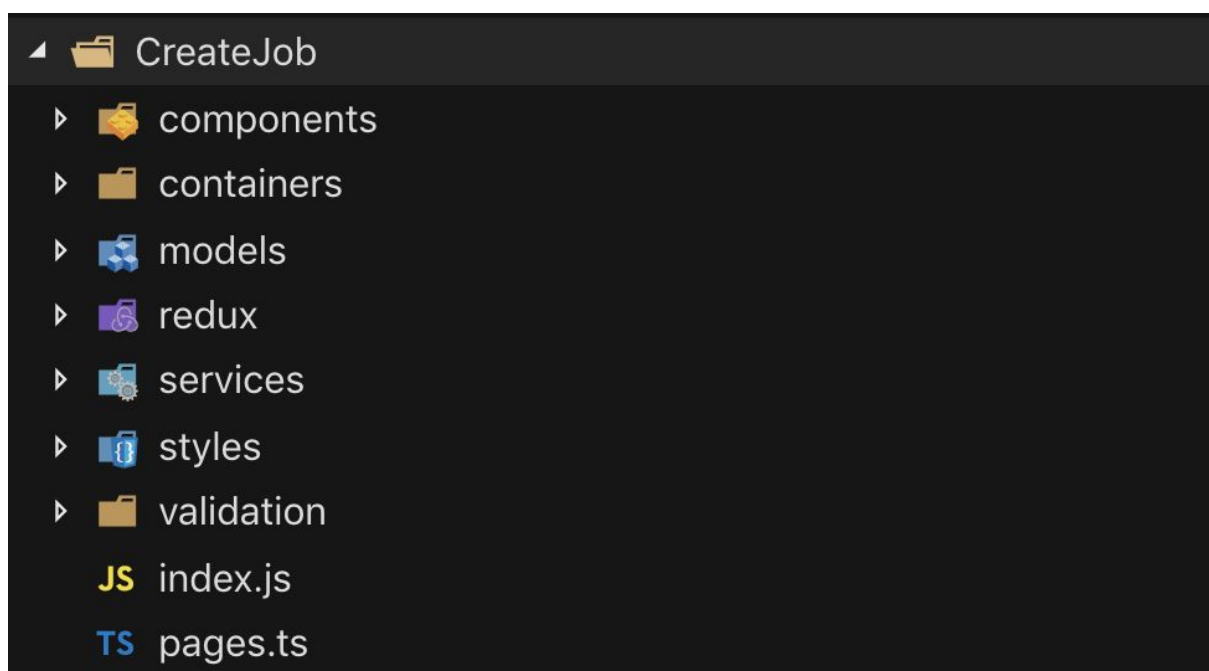 CreateJob
components
containers
models
redux
services
styles
validation
JS index.js
TS pages.ts